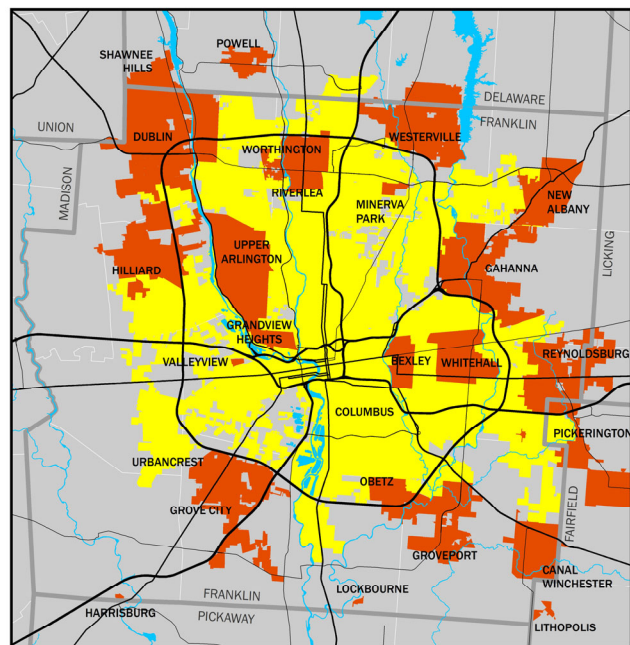 POWELL
SHAWNEE
HILLS
DELAWARE
FRANKLIN
UNION
DUBLIN
WESTERVILLE
WORTHINGTON
MADISON
RIVERLEA
MINERVA
PARK
NEW
ALBANY
UPPER
ARLINGTON
GAHANNA
LICKING
HILLIARD
GRANDVIEW
HEIGHTS
VALLEYVIEW
BEXLEY
WHITEHALL
REYNOLDSBURG
COLUMBUS
PICKERINGTON
URBANCREST
OBETZ
GROVE CITY
FAIRFIELD
GROVEPORT
CANAL
WINCHESTER
LOCKBOURNE
FRANKLIN
PICKAWAY
HARRISBURG
LITHOPOLIS